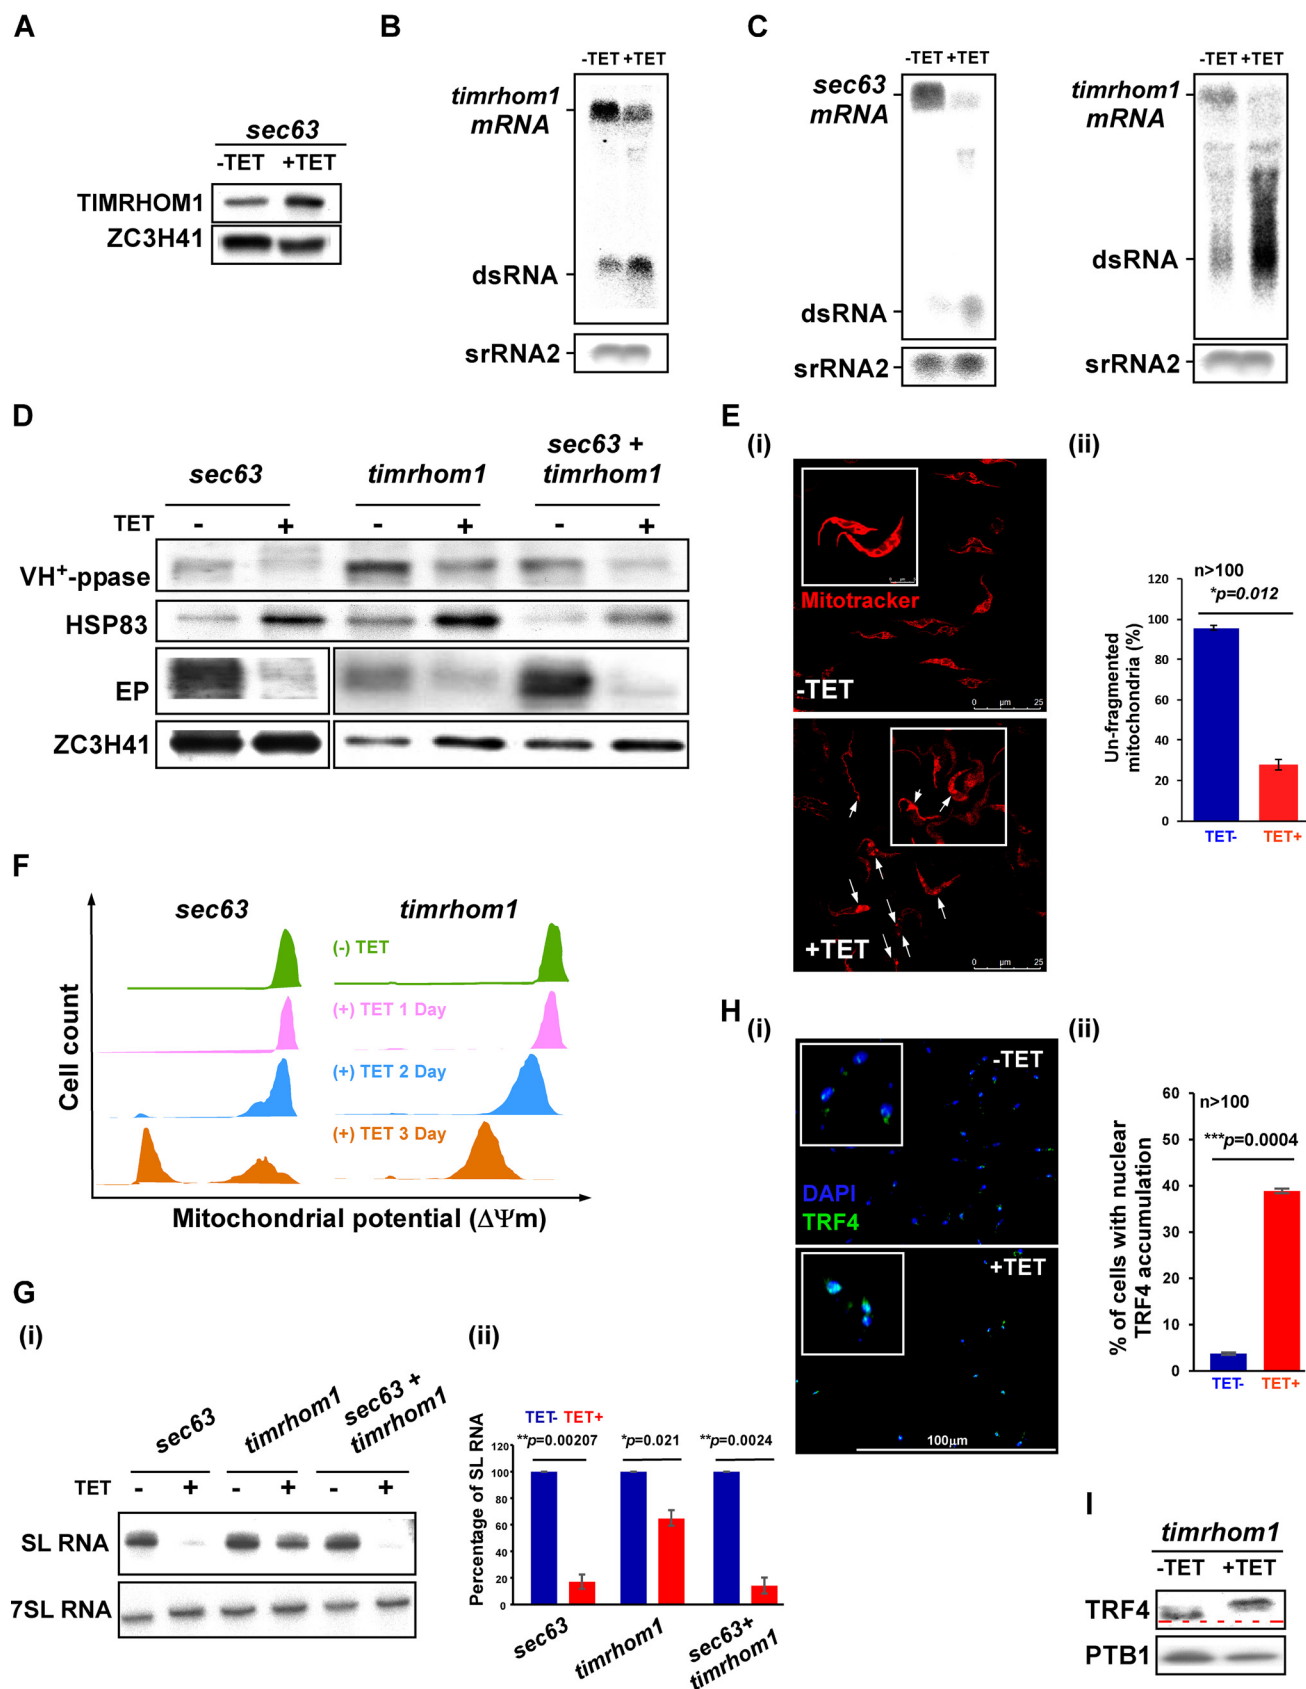 A
sec63
-TET +TET
TIMRHOM1
ZC3H41
B
-TET +TET
timrhom1
mRNA
dsRNA
srRNA2
C
-TET +TET
sec63
mRNA
dsRNA
srRNA2
-TET +TET
timrhom1
mRNA
dsRNA
srRNA2
D
sec63
timrhom1
sec63 +
timrhom1
TET - + - + - +
VH+-ppase
HSP83
EP
ZC3H41
E
(i)
Mitotracker
-TET
0 µm 25
+TET
0 µm 25
(ii)
n>100
*p=0.012
Un-fragmented
mitochondria (%)
120
100
80
60
40
20
0
TET- TET+
F
sec63
timrhom1
(-) TET
(+) TET 1 Day
(+) TET 2 Day
(+) TET 3 Day
Cell count
Mitochondrial potential (ΔΨm)
G
(i)
sec63
timrhom1
sec63 +
timrhom1
TET - + - + - +
SL RNA
7SL RNA
(ii)
TET- TET+
**p=0.00207
*p=0.021
**p=0.0024
Percentage of SL RNA
120
100
80
60
40
20
0
sec63
timrhom1
sec63+
timrhom1
H
(i)
-TET
DAPI
TRF4
+TET
100µm
(ii)
n>100
***p=0.0004
% of cells with nuclear
TRF4 accumulation
60
50
40
30
20
10
0
TET- TET+
I
timrhom1
-TET +TET
TRF4
PTB1